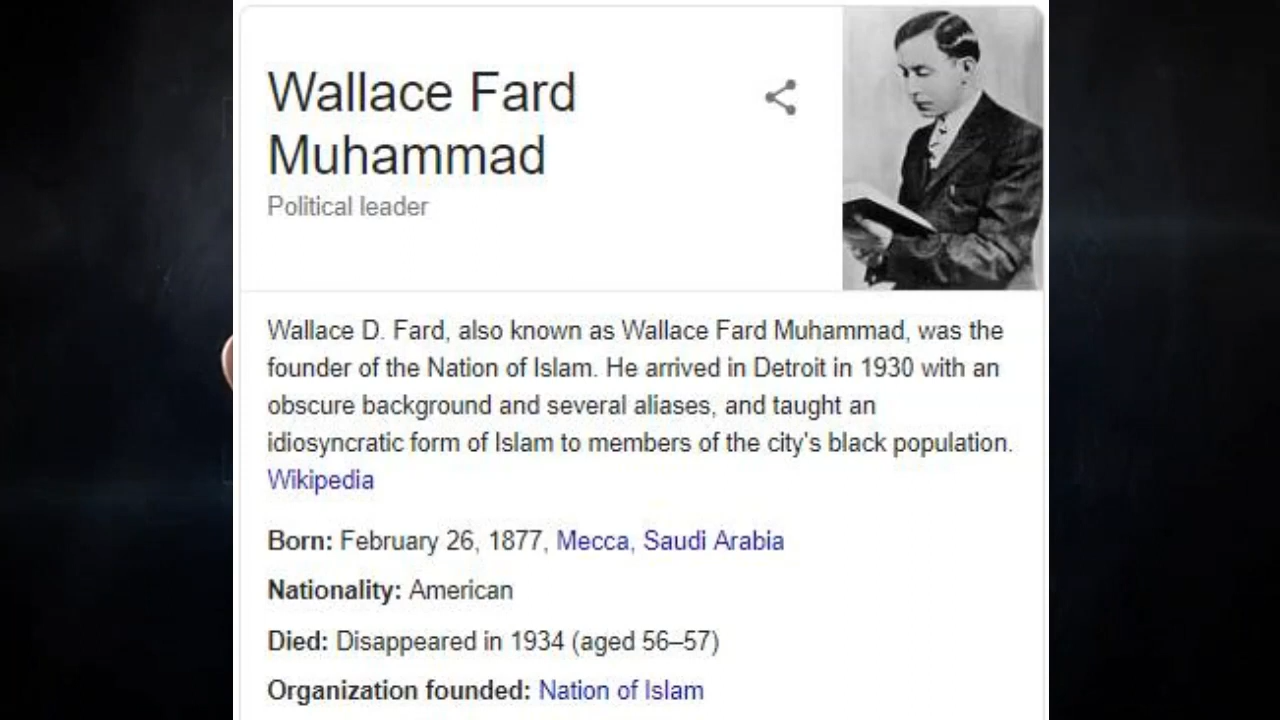 Wallace Fard
Muhammad
Political leader
Wallace D. Fard, also known as Wallace Fard Muhammad, was the
founder of the Nation of Islam. He arrived in Detroit in 1930 with an
obscure background and several aliases, and taught an
idiosyncratic form of Islam to members of the city's black population.
Wikipedia
Born: February 26, 1877, Mecca, Saudi Arabia
Nationality: American
Died: Disappeared in 1934 (aged 56–57)
Organization founded: Nation of Islam